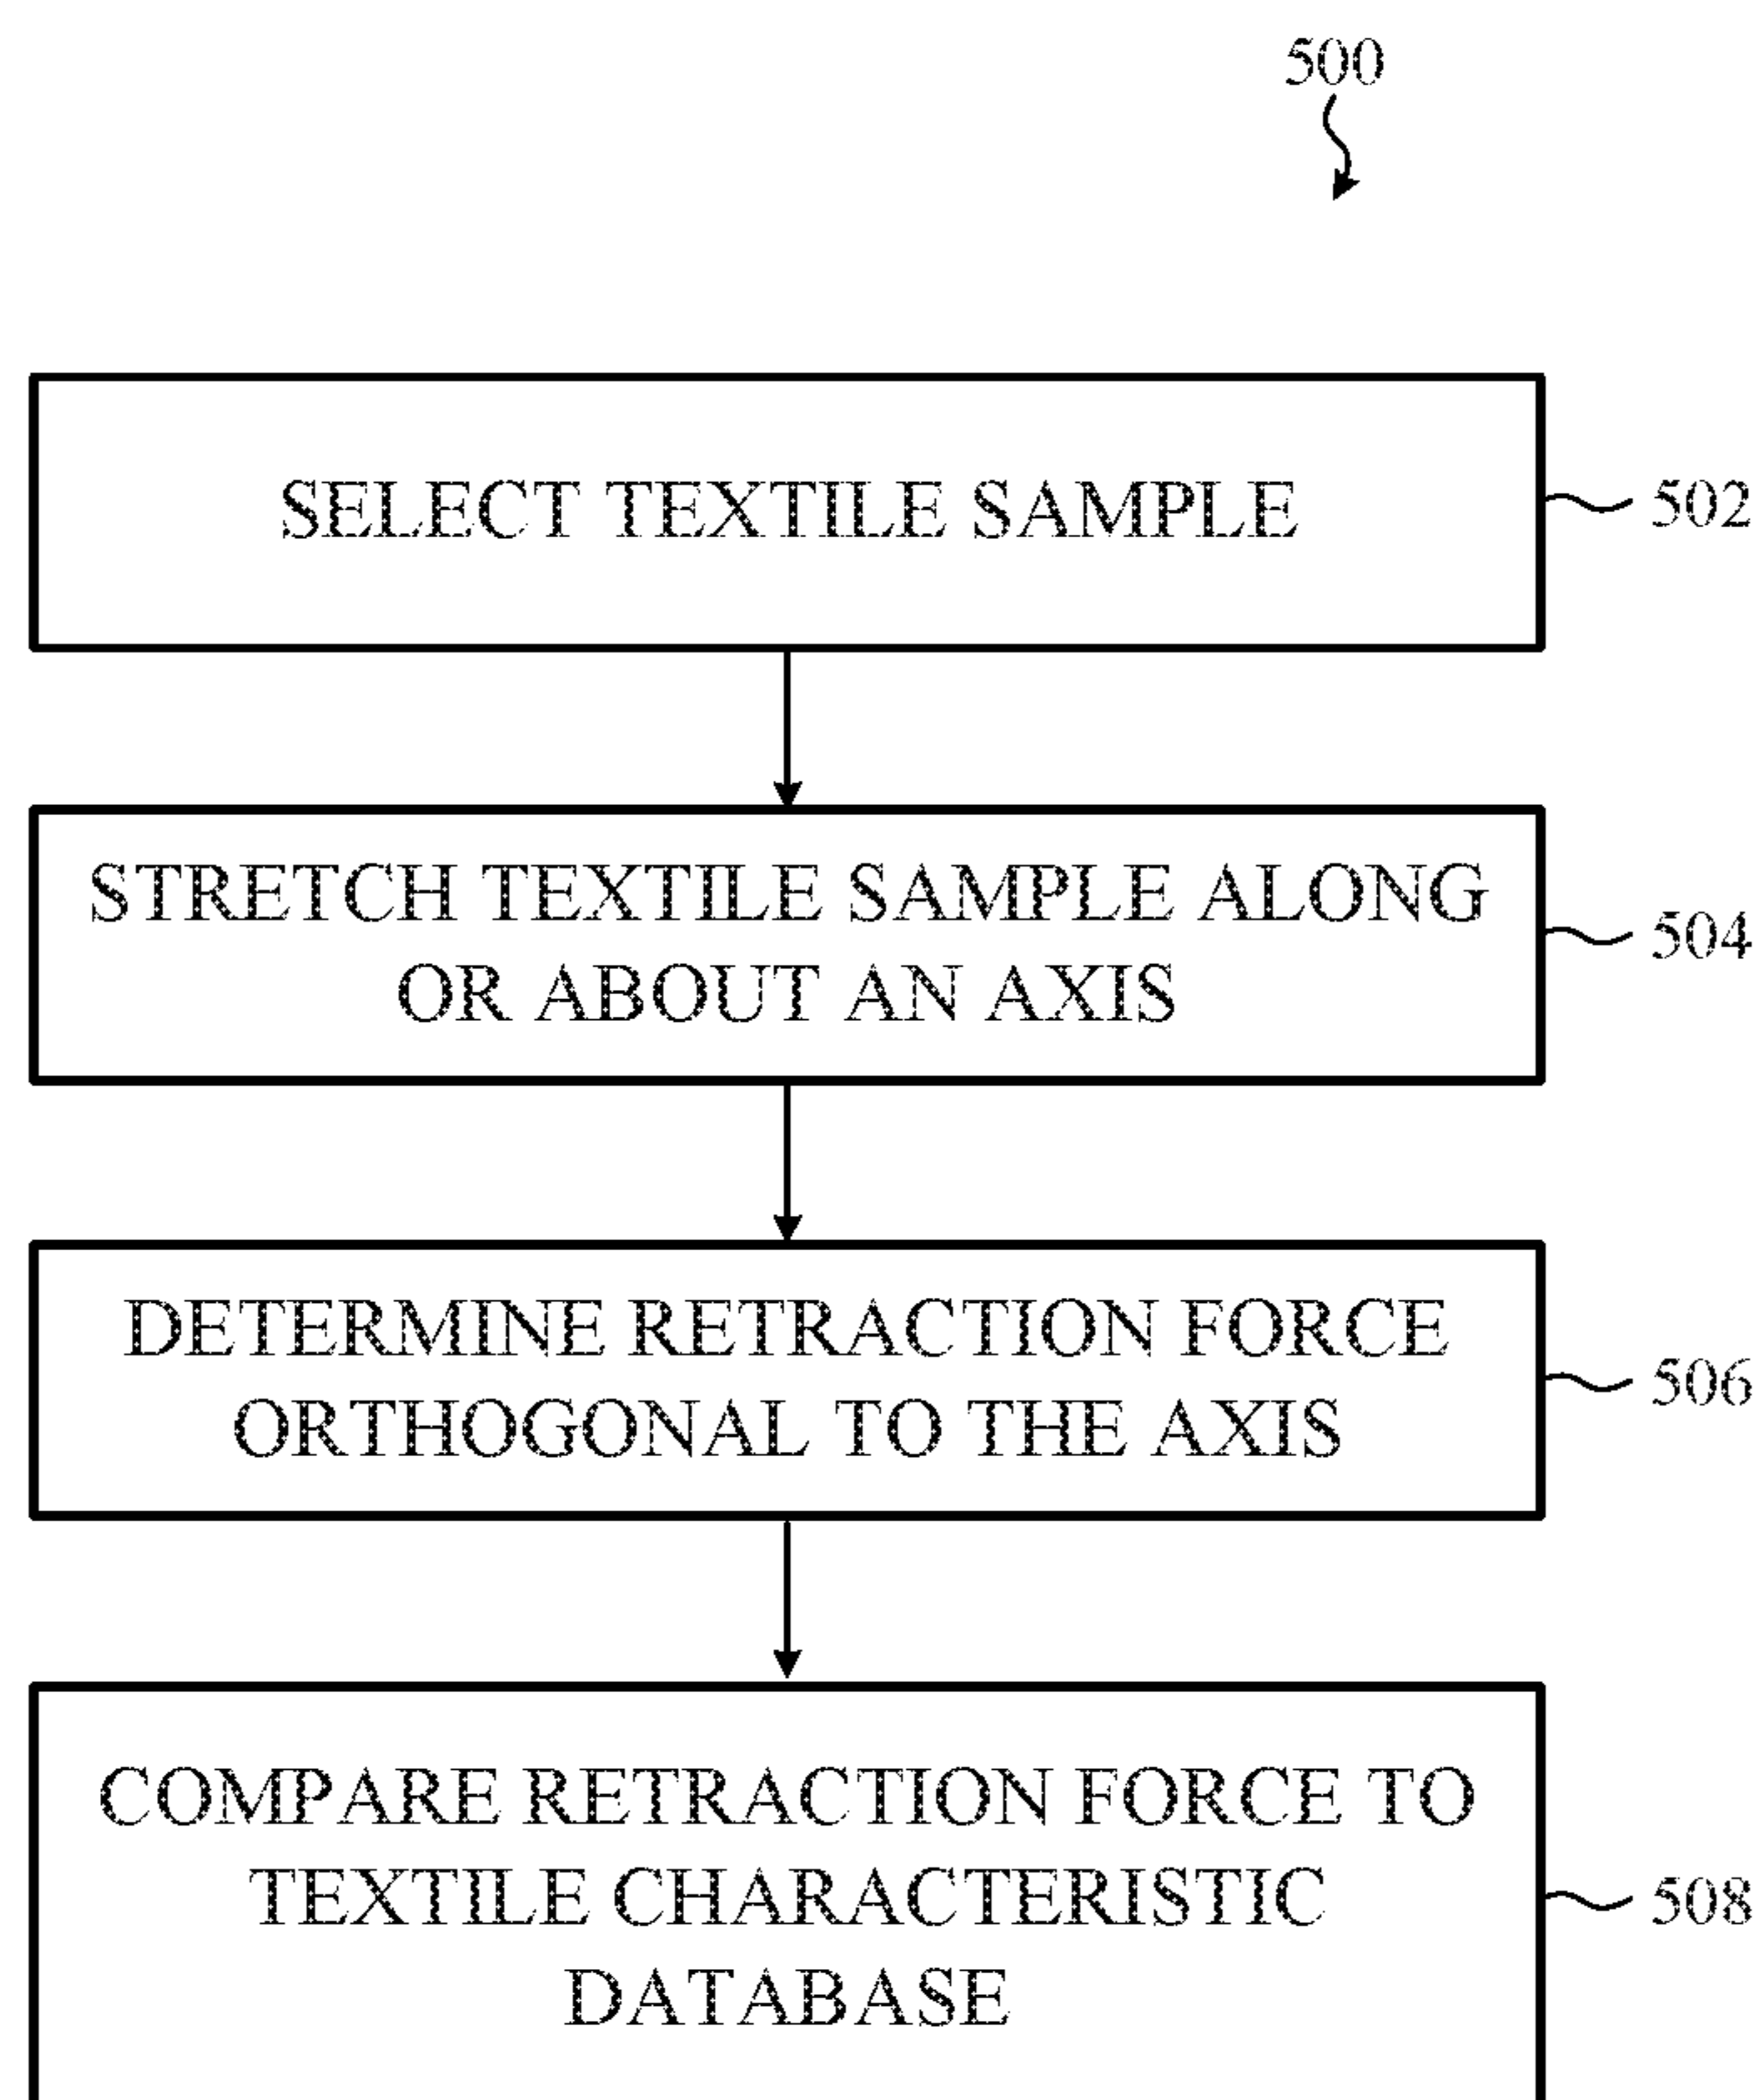 500
SELECT TEXTILE SAMPLE
502
STRETCH TEXTILE SAMPLE ALONG
OR ABOUT AN AXIS
504
DETERMINE RETRACTION FORCE
ORTHOGONAL TO THE AXIS
506
COMPARE RETRACTION FORCE TO
TEXTILE CHARACTERISTIC
DATABASE
508